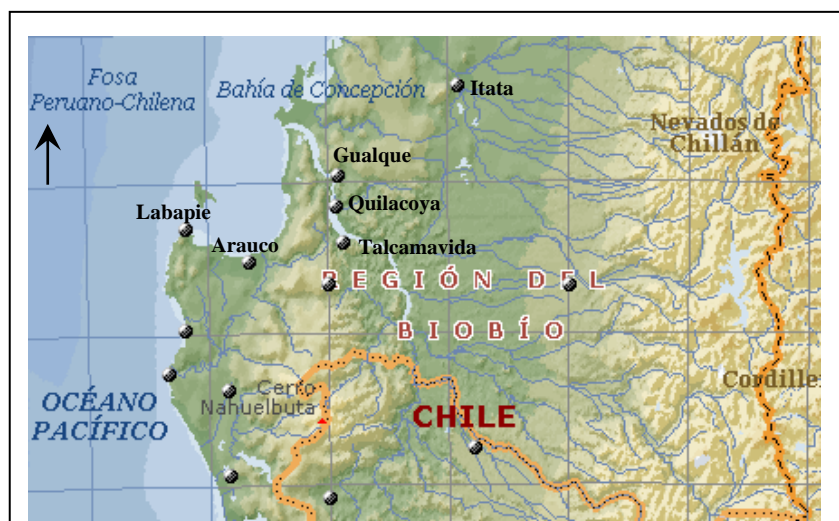 Fosa
Peruano-Chilena
Bahía de Concepción
Itata
Nevados de
Chillán
Gualque
Quilacoya
Labapie
Arauco
Talcamavida
REGIÓN DEL
BIOBÍO
Cerro
Nahuelbuta
Cordiller
OCÉANO
PACÍFICO
CHILE